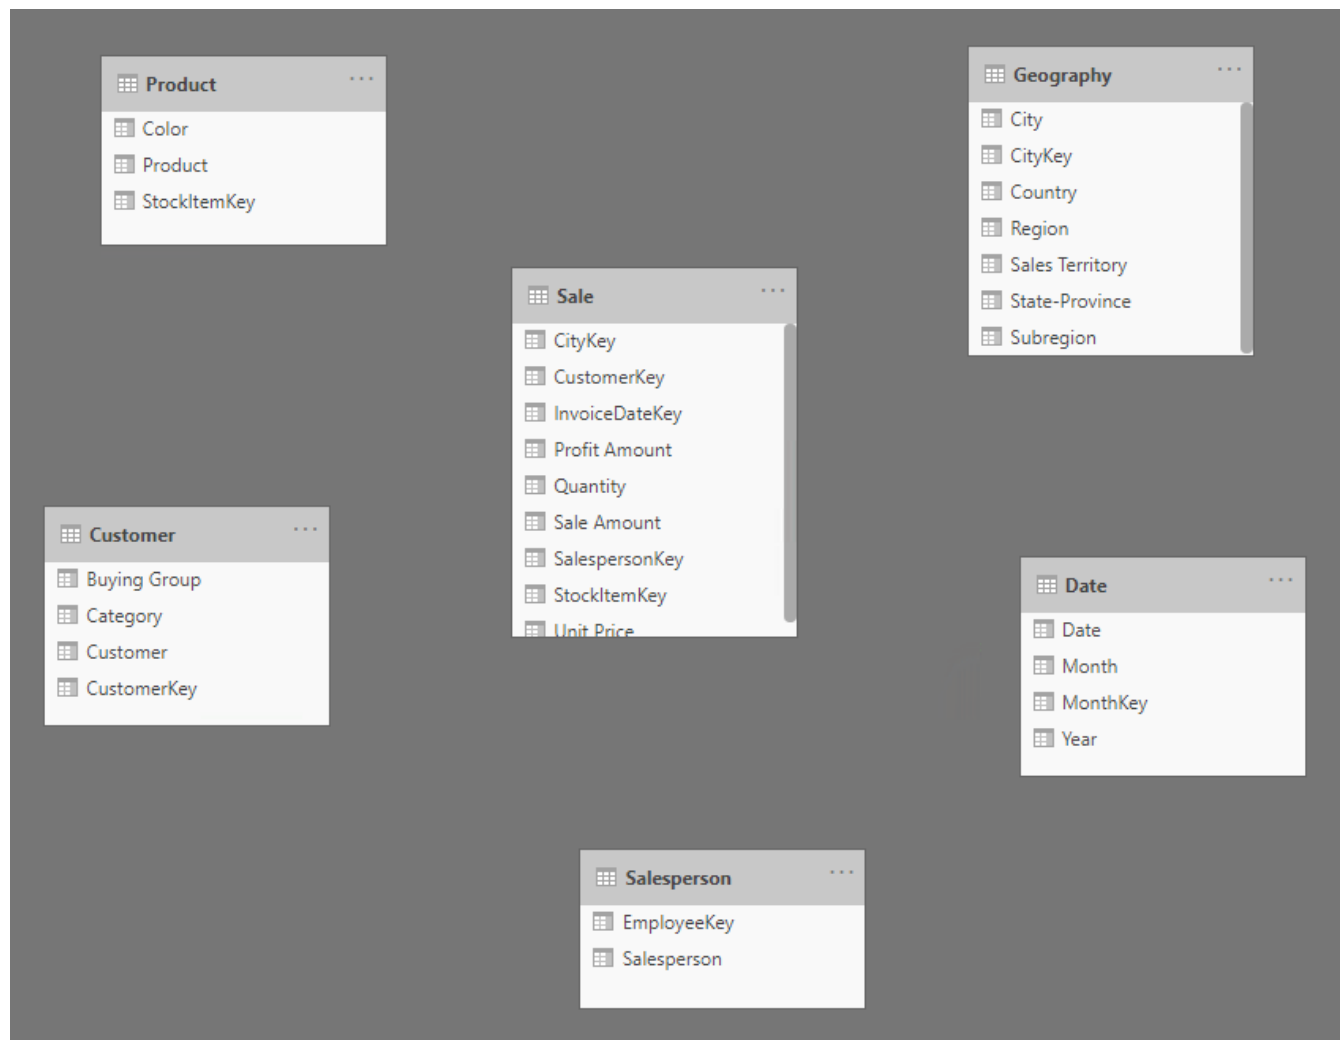 Product
Color
Product
StockItemKey
Geography
City
CityKey
Country
Region
Sales Territory
State-Province
Subregion
Sale
CityKey
CustomerKey
InvoiceDateKey
Profit Amount
Quantity
Sale Amount
SalespersonKey
StockItemKey
Unit Price
Customer
Buying Group
Category
Customer
CustomerKey
Date
Date
Month
MonthKey
Year
Salesperson
EmployeeKey
Salesperson